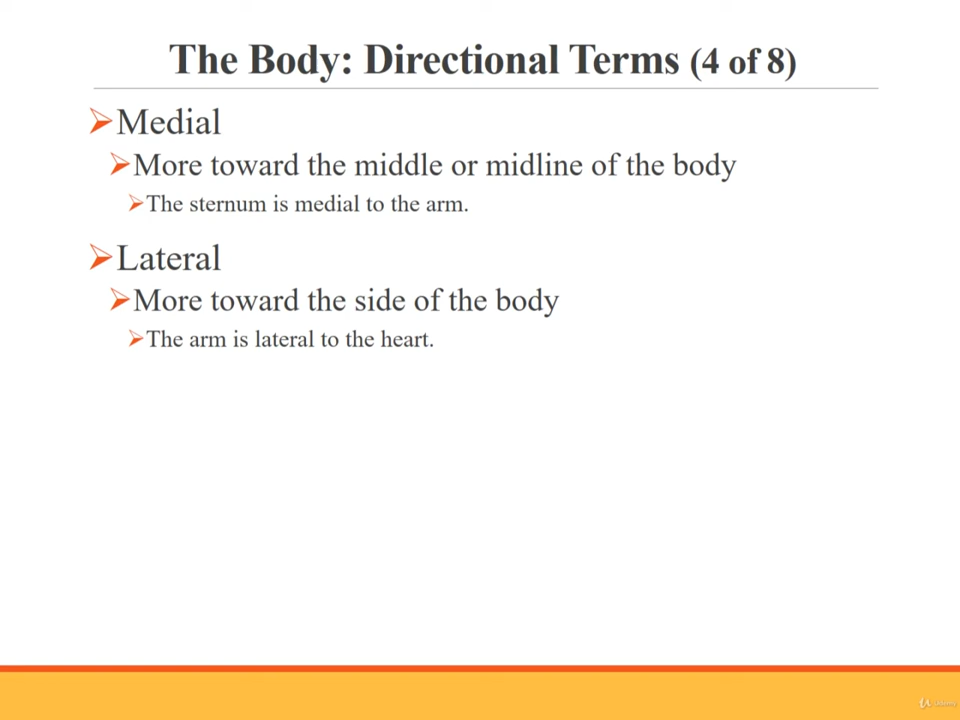 The Body: Directional Terms (4 of 8)
Medial
More toward the middle or midline of the body
The sternum is medial to the arm.
Lateral
More toward the side of the body
The arm is lateral to the heart.
Udemy